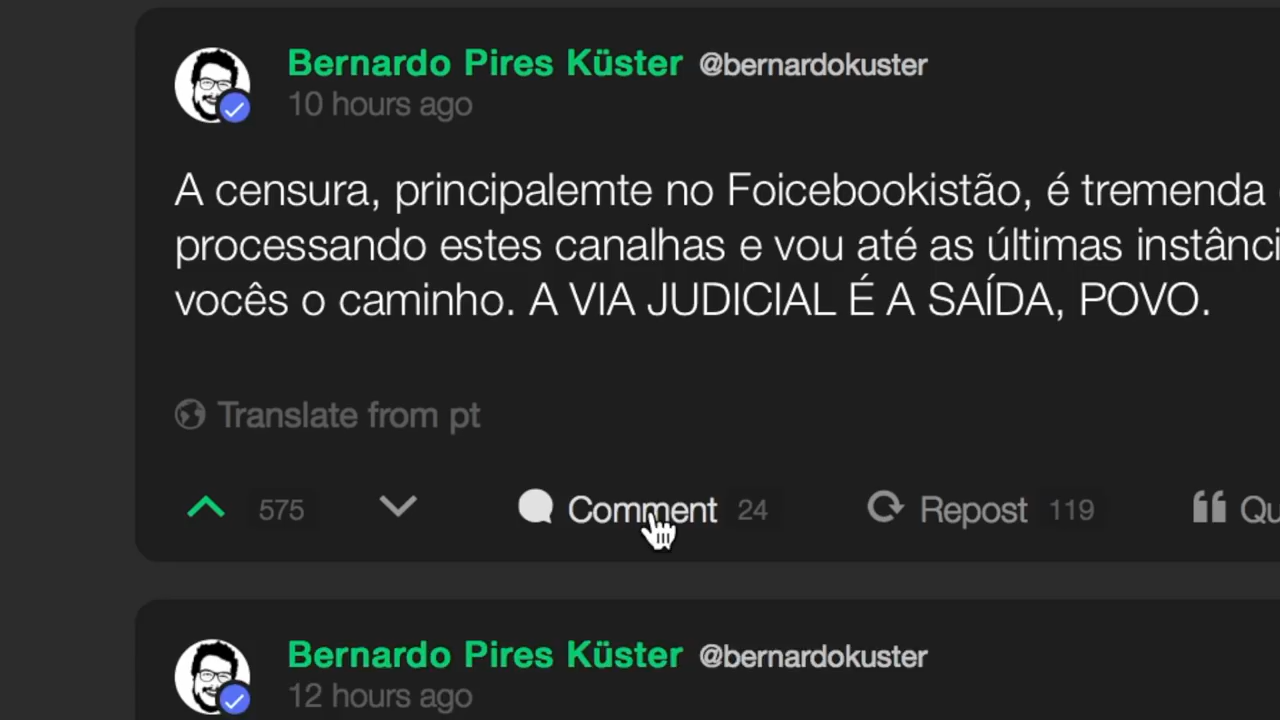 Bernardo Pires Küster @bernardokuster
10 hours ago
A censura, principalemte no Foicebookistão, é tremenda
processando estes canalhas e vou até as últimas
vocês o caminho. A VIA JUDICIAL É A SAÍDA, POVO.
Translate from pt
575 Comment 24 Repost 119
Bernardo Pires Küster @bernardokuster
12 hours ago